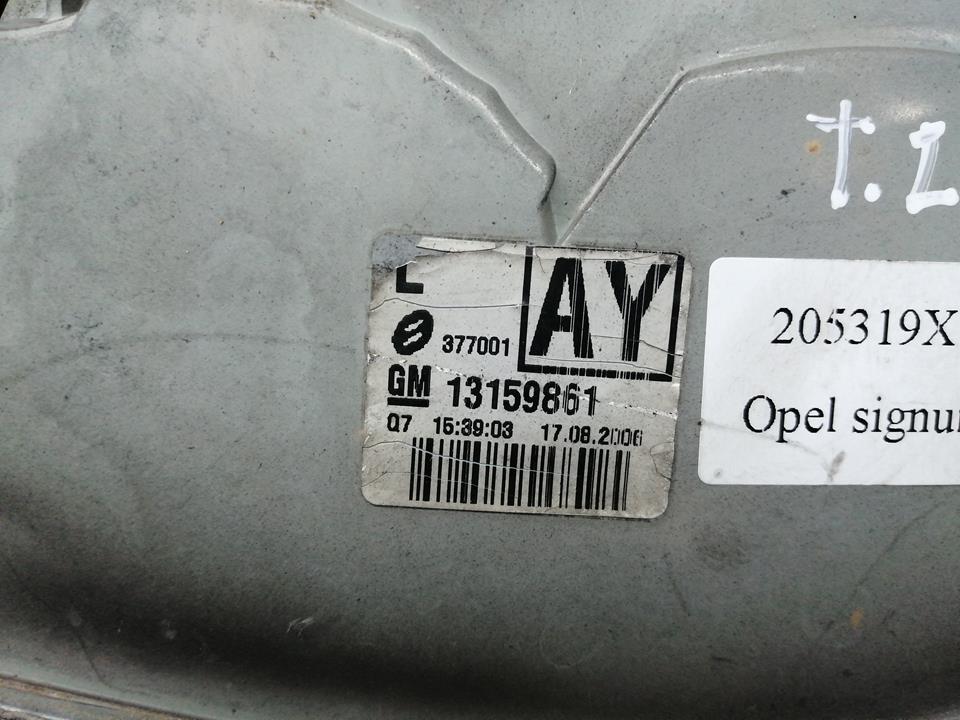 L
AY
377001
GM 13159861
Q7 15:39:03 17.08.2006
205319X
Opel signu